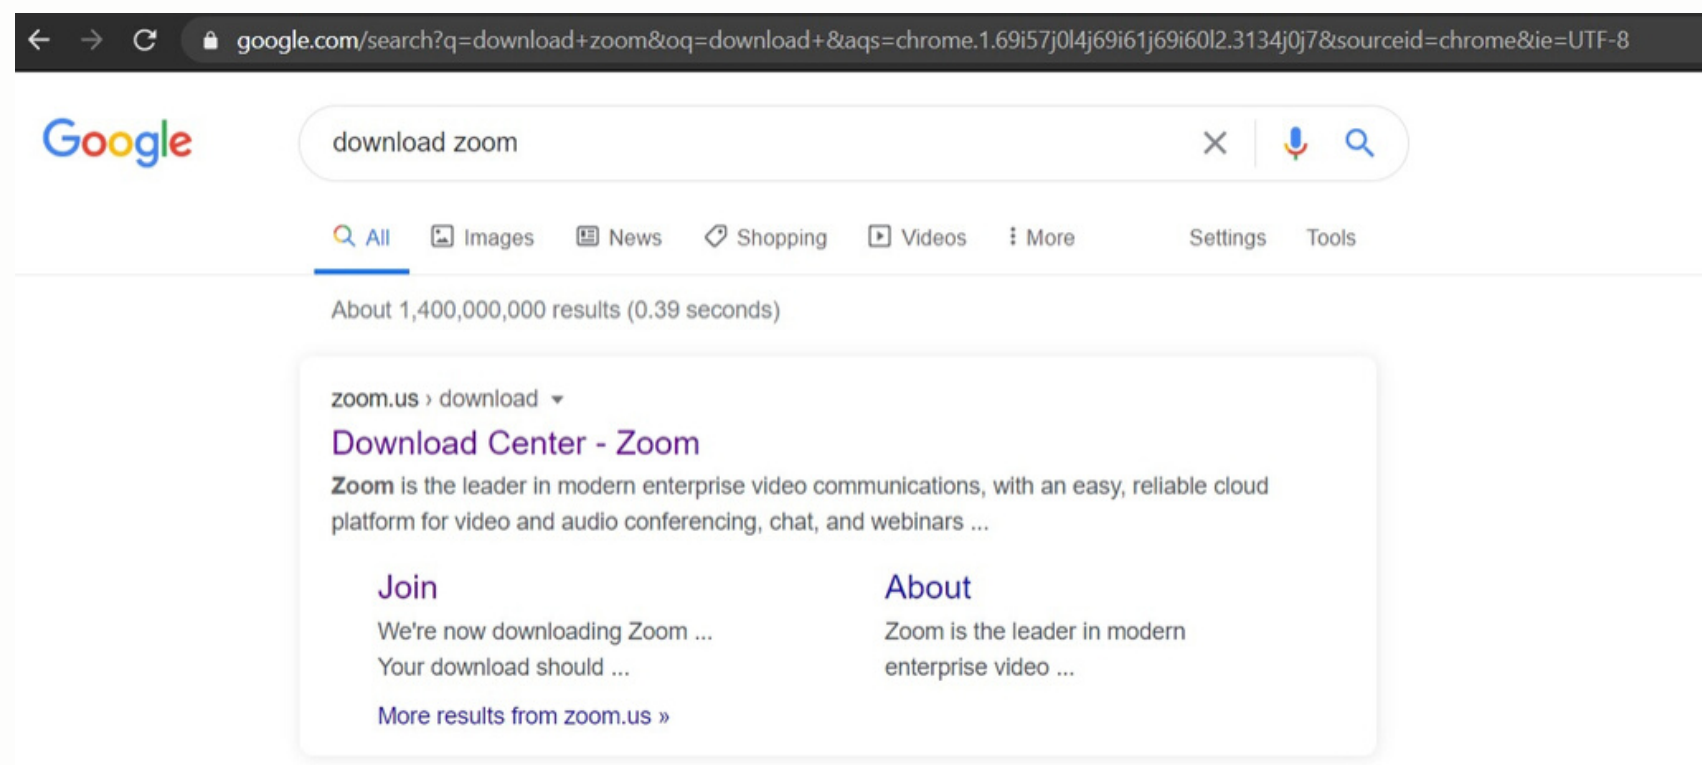 google.com/search?q=download+zoom&oq=download+&aqs=chrome.1.69i57j0l4j69i61j69i60l2.3134j0j7&sourceid=chrome&ie=UTF-8
Google
download zoom
All Images News Shopping Videos More Settings Tools
About 1,400,000,000 results (0.39 seconds)
zoom.us › download
Download Center - Zoom
Zoom is the leader in modern enterprise video communications, with an easy, reliable cloud
platform for video and audio conferencing, chat, and webinars ...
Join
We're now downloading Zoom ...
Your download should ...
About
Zoom is the leader in modern
enterprise video ...
More results from zoom.us »